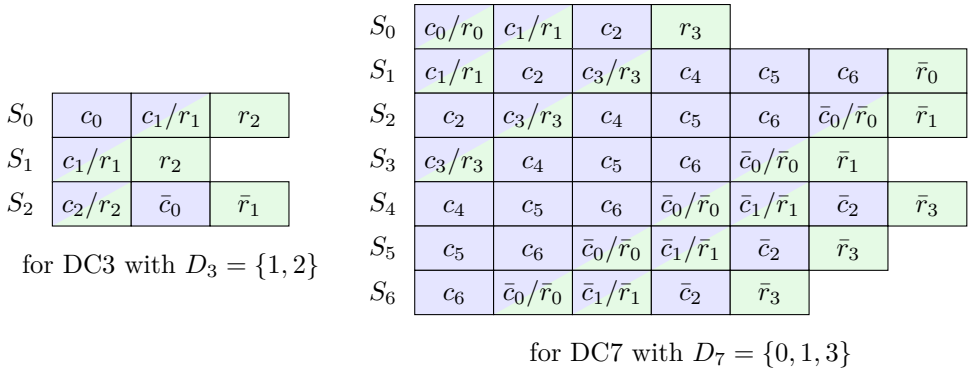 S₀ c₀ c₁/r₁ r₂
S₁ c₁/r₁ r₂
S₂ c₂/r₂ c̄₀ r̄₁
for DC3 with D₃ = {1, 2}
S₀ c₀/r₀ c₁/r₁ c₂ r₃
S₁ c₁/r₁ c₂ c₃/r₃ c₄ c₅ c₆ r̄₀
S₂ c₂ c₃/r₃ c₄ c₅ c₆ c̄₀/r̄₀ r̄₁
S₃ c₃/r₃ c₄ c₅ c₆ c̄₀/r̄₀ r̄₁
S₄ c₄ c₅ c₆ c̄₀/r̄₀ c̄₁/r̄₁ c̄₂ r̄₃
S₅ c₅ c₆ c̄₀/r̄₀ c̄₁/r̄₁ c̄₂ r̄₃
S₆ c₆ c̄₀/r̄₀ c̄₁/r̄₁ c̄₂ r̄₃
for DC7 with D₇ = {0, 1, 3}